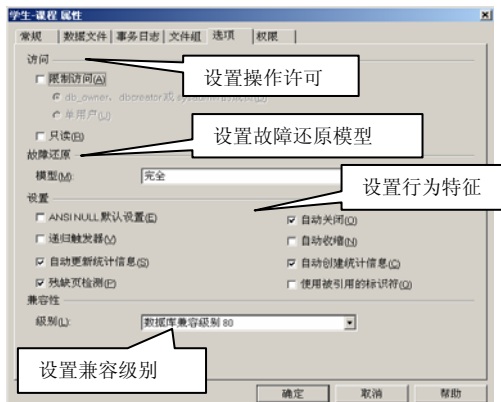 学生-课程 属性
常规 数据文件 事务日志 文件组 选项 权限
访问
限制访问(A)
设置操作许可
db_owner、dbcreator 或
单用户(U)
只读(R)
设置故障还原模型
故障还原
模型(M): 完全
设置行为特征
设置
ANSI NULL 默认设置(E) 自动关闭(O)
递归触发器(V) 自动收缩(N)
自动更新统计信息(S) 自动创建统计信息(C)
残缺页检测(P) 使用被引用的标识符(Q)
兼容性
级别(L): 数据库兼容级别 80
设置兼容级别
确定 取消 帮助